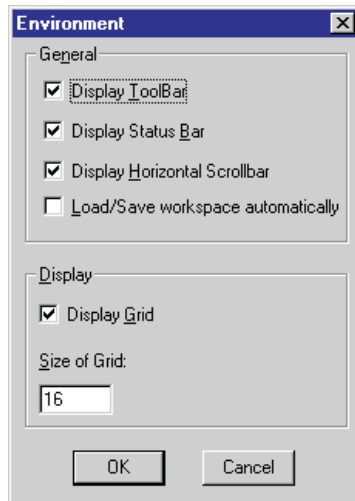 Environment
General
Display ToolBar
Display Status Bar
Display Horizontal Scrollbar
Load/Save workspace automatically
Display
Display Grid
Size of Grid:
16
OK Cancel